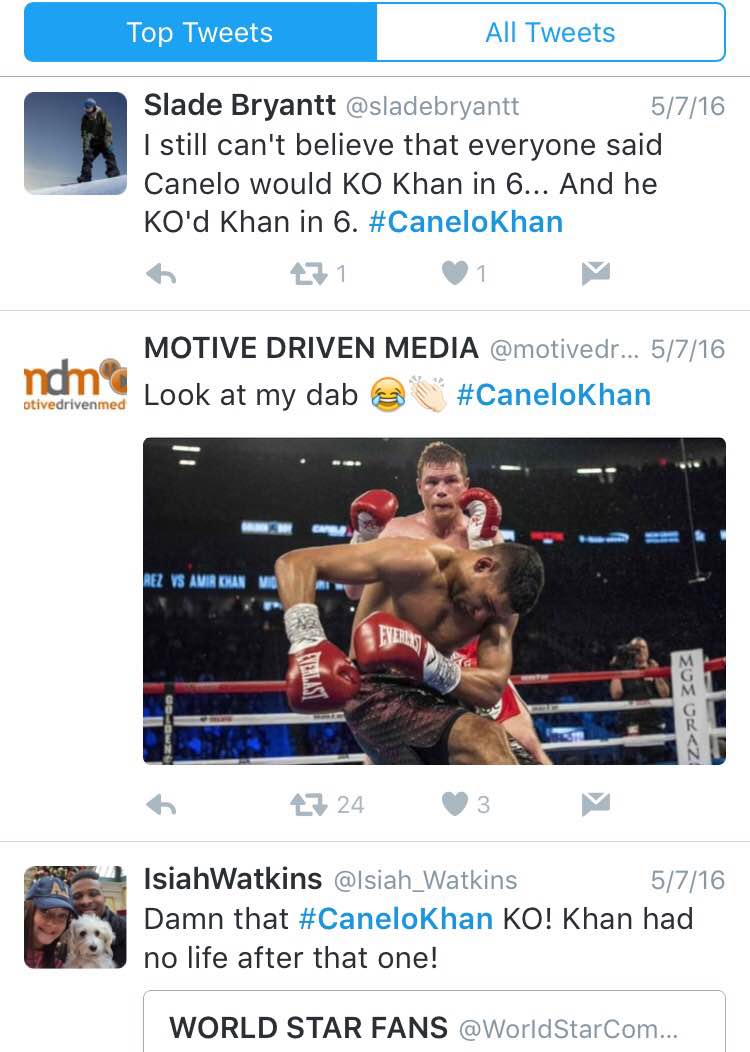 Top Tweets
All Tweets
Slade Bryantt @sladebryantt 5/7/16
I still can't believe that everyone said
Canelo would KO Khan in 6... And he
KO'd Khan in 6. #CaneloKhan
1
1
MOTIVE DRIVEN MEDIA @motivedr... 5/7/16
ndm
otivedrivenmed
Look at my dab 😂👏🏻 #CaneloKhan
REZ VS AMIR KHAN
EVERLAST
EVERLAST
MGM GRAN
24
3
IsiahWatkins @Isiah_Watkins 5/7/16
Damn that #CaneloKhan KO! Khan had
no life after that one!
WORLD STAR FANS @WorldStarCom...